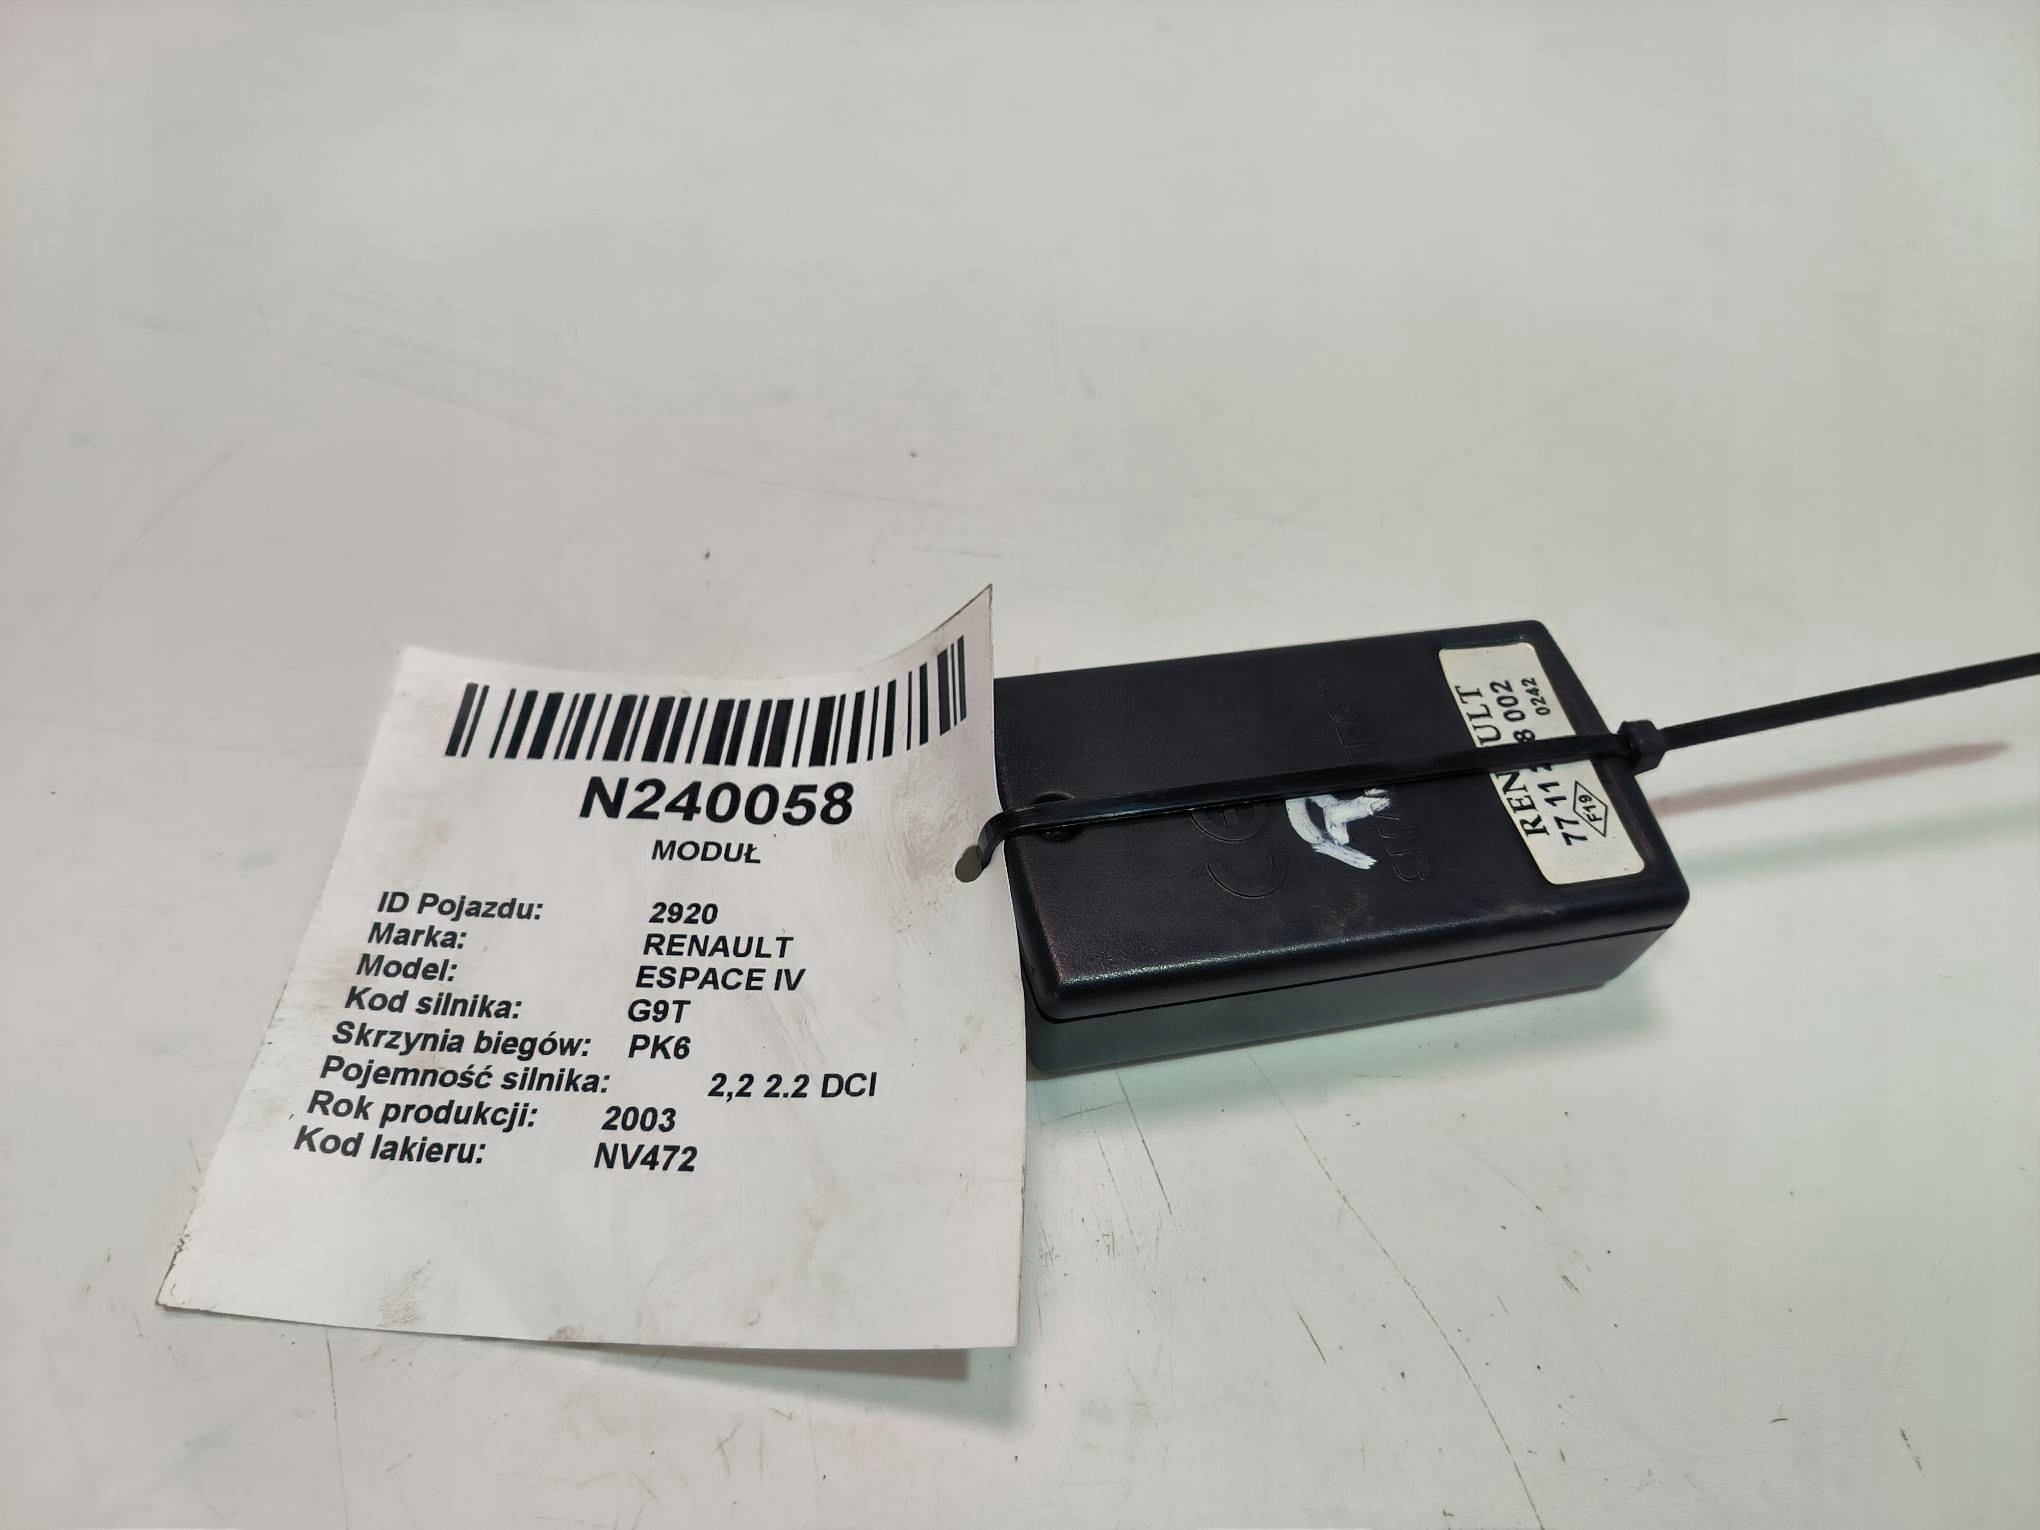 N240058
MODUŁ
ID Pojazdu: 2920
Marka: RENAULT
Model: ESPACE IV
Kod silnika: G9T
Skrzynia biegów: PK6
Pojemność silnika: 2,2 2.2 DCI
Rok produkcji: 2003
Kod lakieru: NV472
77 11 002
0242
F19
CE